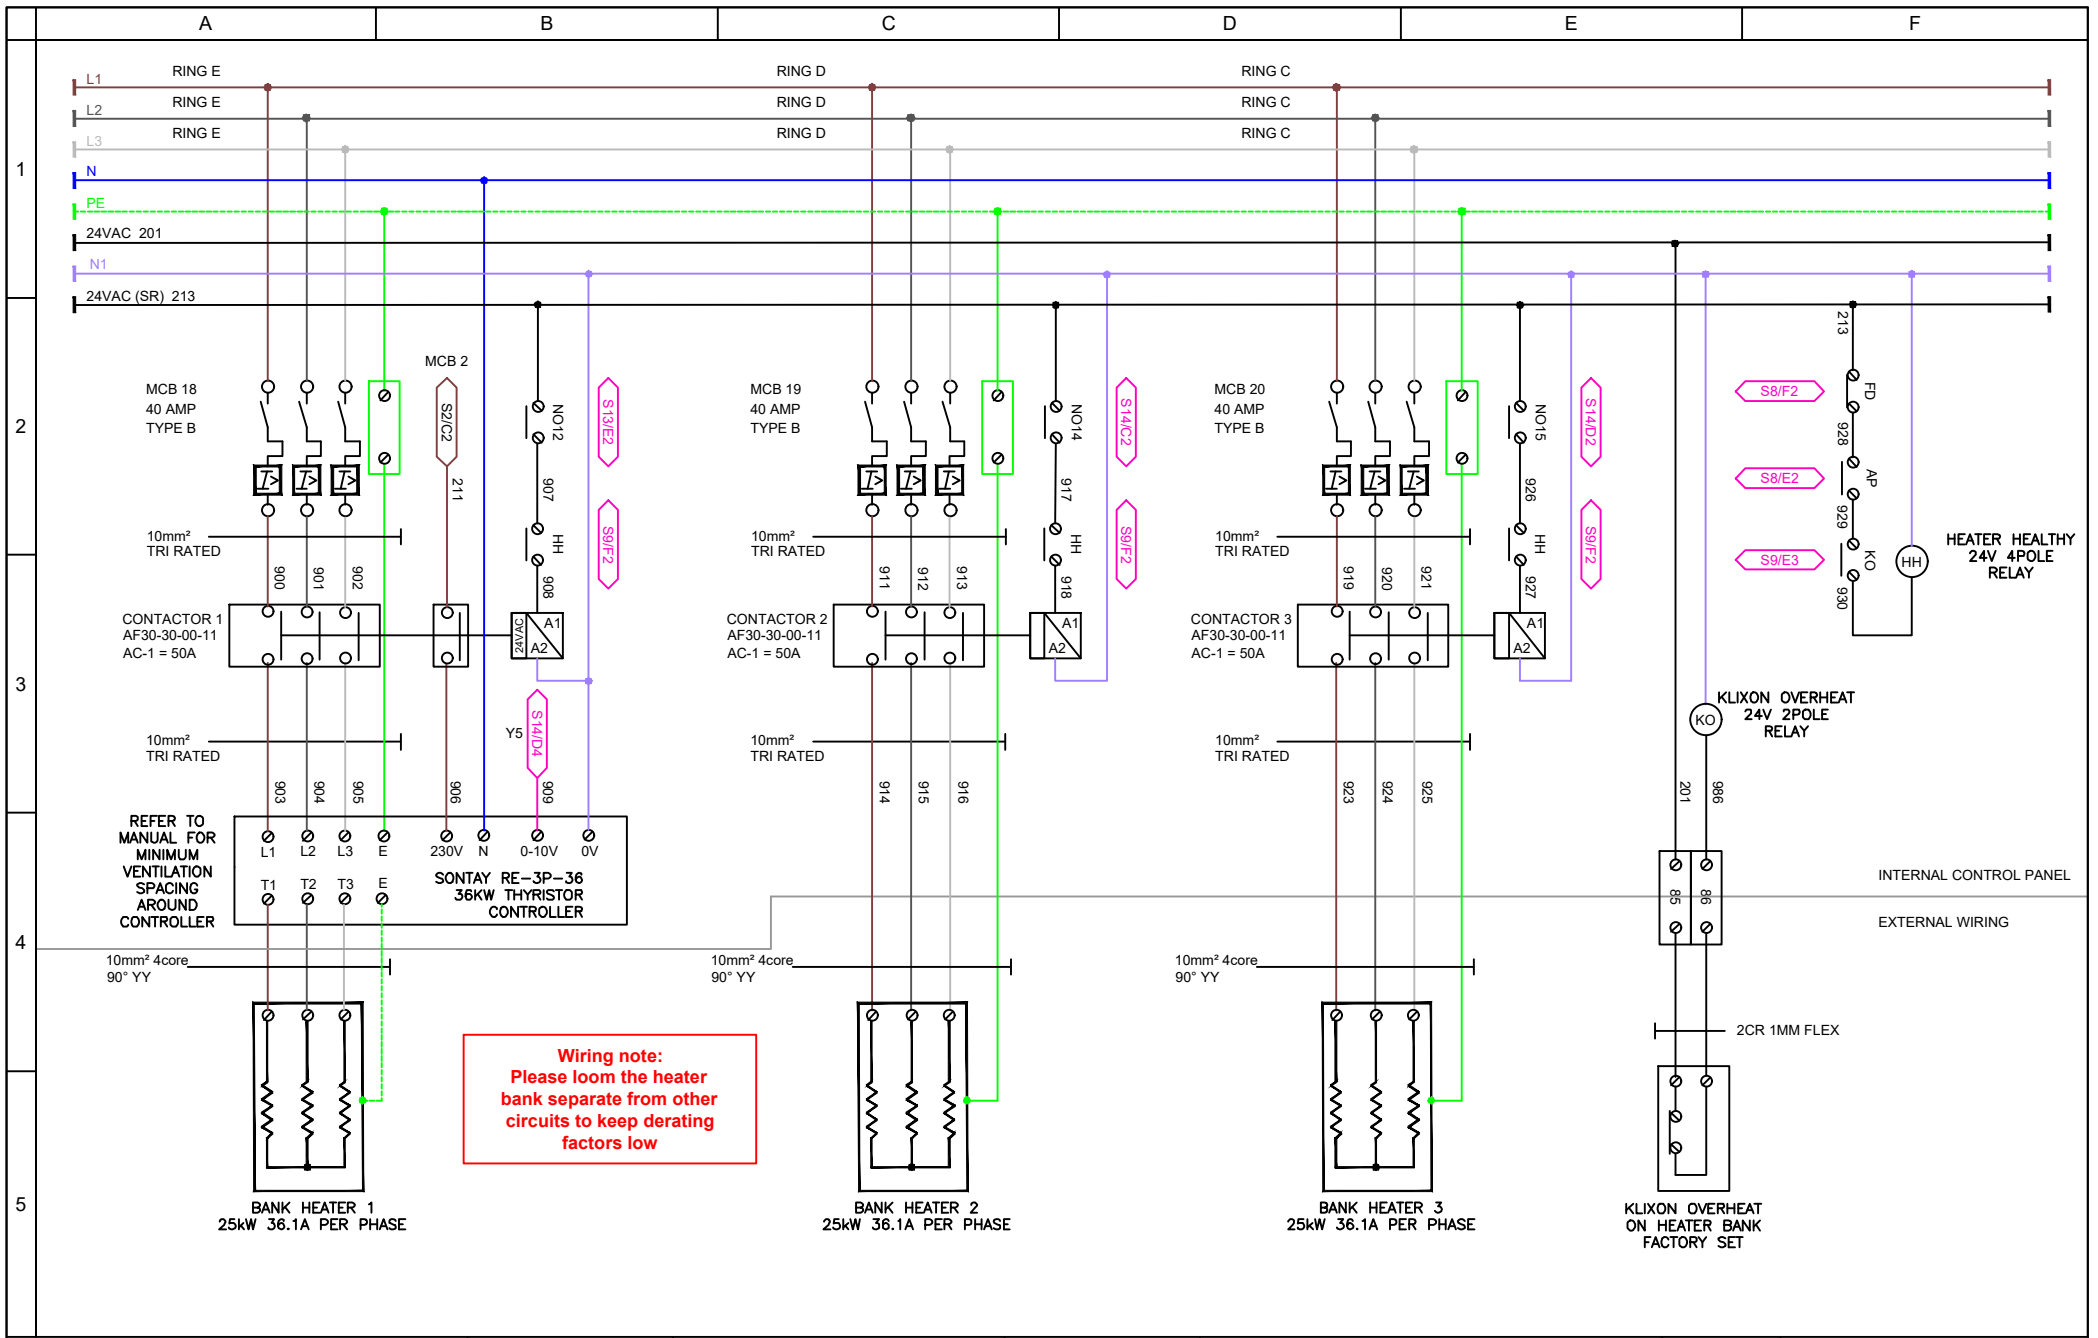 A
B
C
D
E
F
1
2
3
4
5
L1
RING E
RING D
RING C
L2
RING E
RING D
RING C
L3
RING E
RING D
RING C
N
PE
24VAC 201
N1
24VAC (SR) 213
MCB 18
40 AMP
TYPE B
MCB 2
S2/C2
211
NO12
907
HH
908
S13/E2
S9/F2
10mm²
TRI RATED
900
901
902
CONTACTOR 1
AF30-30-00-11
AC-1 = 50A
24VAC
A1
A2
10mm²
TRI RATED
Y5
S14/D4
903
904
905
906
909
REFER TO
MANUAL FOR
MINIMUM
VENTILATION
SPACING
AROUND
CONTROLLER
L1
L2
L3
E
230V
N
0-10V
0V
T1
T2
T3
E
SONTAY RE-3P-36
36KW THYRISTOR
CONTROLLER
10mm² 4core
90° YY
BANK HEATER 1
25kW 36.1A PER PHASE
Wiring note:
Please loom the heater
bank separate from other
circuits to keep derating
factors low
MCB 19
40 AMP
TYPE B
NO14
917
HH
918
S14/C2
S9/F2
10mm²
TRI RATED
911
912
913
CONTACTOR 2
AF30-30-00-11
AC-1 = 50A
A1
A2
10mm²
TRI RATED
914
915
916
10mm² 4core
90° YY
BANK HEATER 2
25kW 36.1A PER PHASE
MCB 20
40 AMP
TYPE B
NO15
926
HH
927
S14/D2
S9/F2
10mm²
TRI RATED
919
920
921
CONTACTOR 3
AF30-30-00-11
AC-1 = 50A
A1
A2
10mm²
TRI RATED
923
924
925
10mm² 4core
90° YY
BANK HEATER 3
25kW 36.1A PER PHASE
213
S8/F2
FD
928
S8/E2
AP
929
S9/E3
KO
930
HH
HEATER HEALTHY
24V 4POLE
RELAY
KO
KLIXON OVERHEAT
24V 2POLE
RELAY
201
986
85
86
INTERNAL CONTROL PANEL
EXTERNAL WIRING
2CR 1MM FLEX
KLIXON OVERHEAT
ON HEATER BANK
FACTORY SET